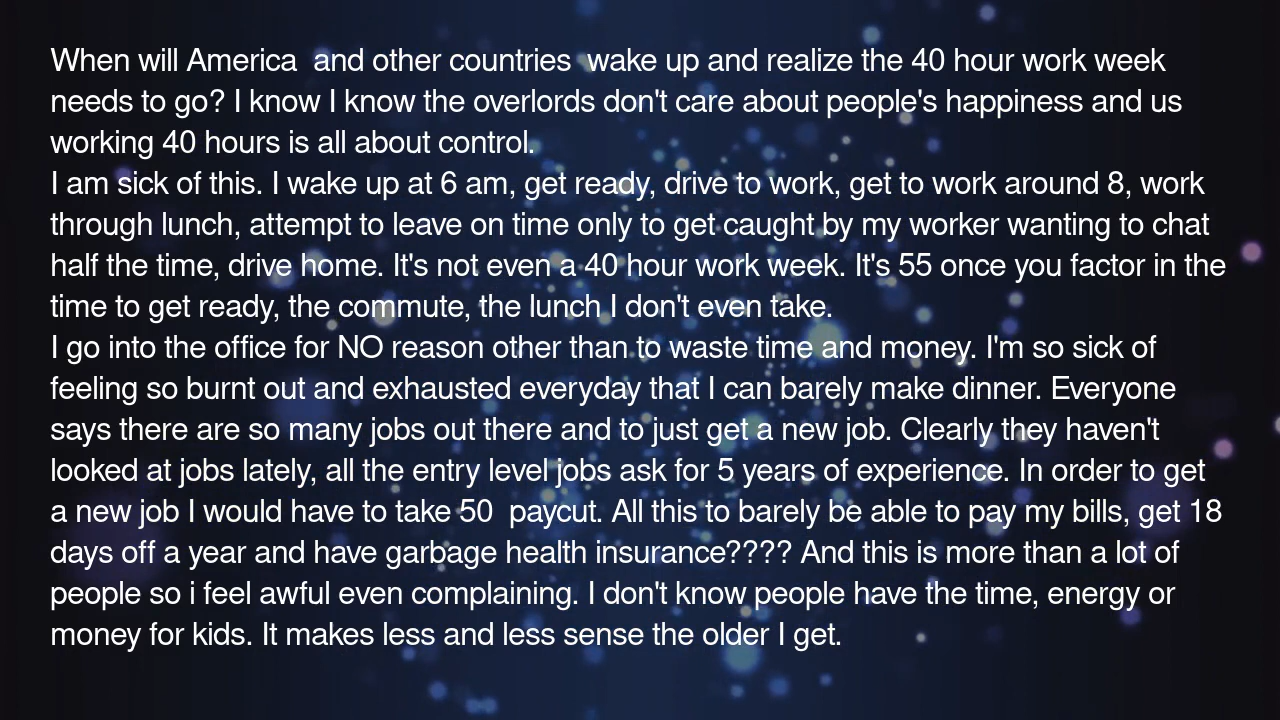 When will America  and other countries  wake up and realize the 40 hour work week
needs to go? I know I know the overlords don't care about people's happiness and us
working 40 hours is all about control.
I am sick of this. I wake up at 6 am, get ready, drive to work, get to work around 8, work
through lunch, attempt to leave on time only to get caught by my worker wanting to chat
half the time, drive home. It's not even a 40 hour work week. It's 55 once you factor in the
time to get ready, the commute, the lunch I don't even take.
I go into the office for NO reason other than to waste time and money. I'm so sick of
feeling so burnt out and exhausted everyday that I can barely make dinner. Everyone
says there are so many jobs out there and to just get a new job. Clearly they haven't
looked at jobs lately, all the entry level jobs ask for 5 years of experience. In order to get
a new job I would have to take 50  paycut. All this to barely be able to pay my bills, get 18
days off a year and have garbage health insurance???? And this is more than a lot of
people so i feel awful even complaining. I don't know people have the time, energy or
money for kids. It makes less and less sense the older I get.